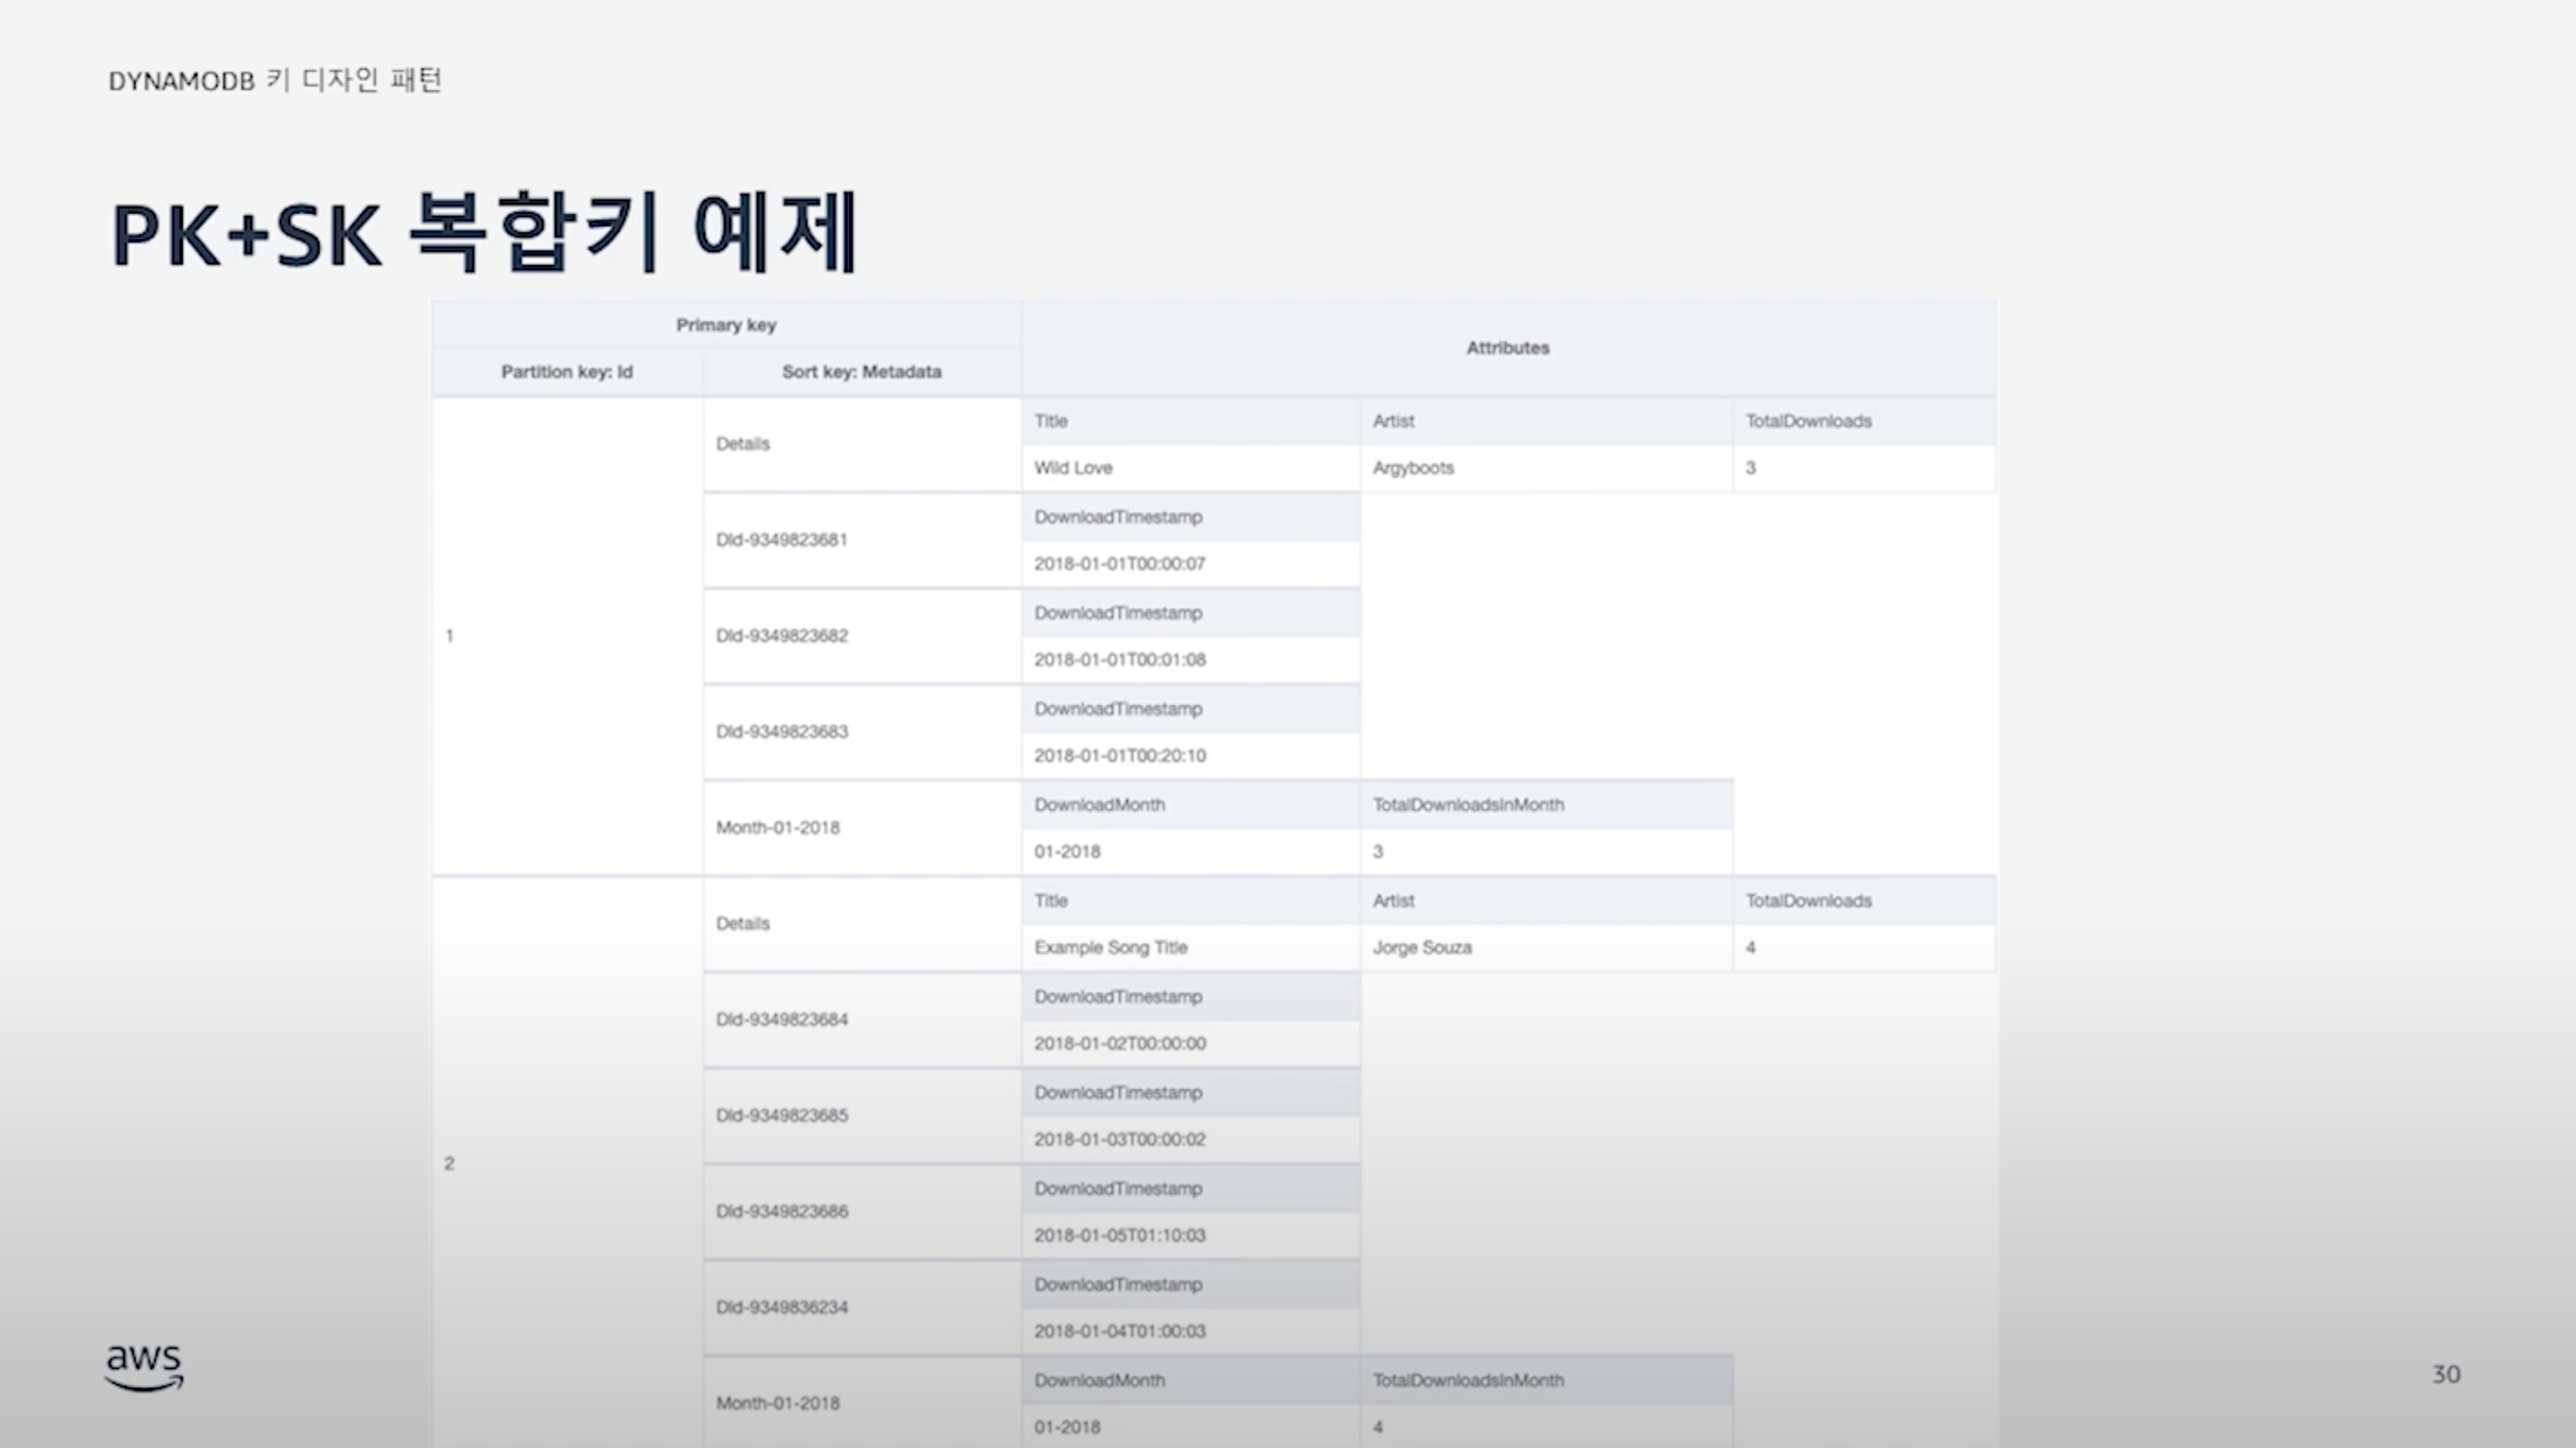 DYNAMODB 키 디자인 패턴
PK+SK 복합키 예제
Primary key
Attributes
Partition key: Id
Sort key: Metadata
1
Details
Title
Artist
TotalDownloads
Wild Love
Argyboots
3
DId-9349823681
DownloadTimestamp
2018-01-01T00:00:07
DId-9349823682
DownloadTimestamp
2018-01-01T00:01:08
DId-9349823683
DownloadTimestamp
2018-01-01T00:20:10
Month-01-2018
DownloadMonth
TotalDownloadsInMonth
01-2018
3
2
Details
Title
Artist
TotalDownloads
Example Song Title
Jorge Souza
4
DId-9349823684
DownloadTimestamp
2018-01-02T00:00:00
DId-9349823685
DownloadTimestamp
2018-01-03T00:00:02
DId-9349823686
DownloadTimestamp
2018-01-05T01:10:03
DId-9349836234
DownloadTimestamp
2018-01-04T01:00:03
Month-01-2018
DownloadMonth
TotalDownloadsInMonth
01-2018
4
aws
30